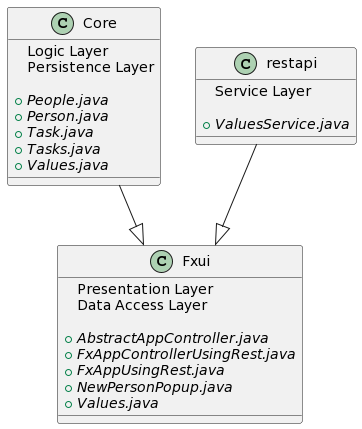 C Core
Logic Layer
Persistence Layer
People.java
Person.java
Task.java
Tasks.java
Values.java
C restapi
Service Layer
ValuesService.java
C Fxui
Presentation Layer
Data Access Layer
AbstractAppController.java
FxAppControllerUsingRest.java
FxAppUsingRest.java
NewPersonPopup.java
Values.java